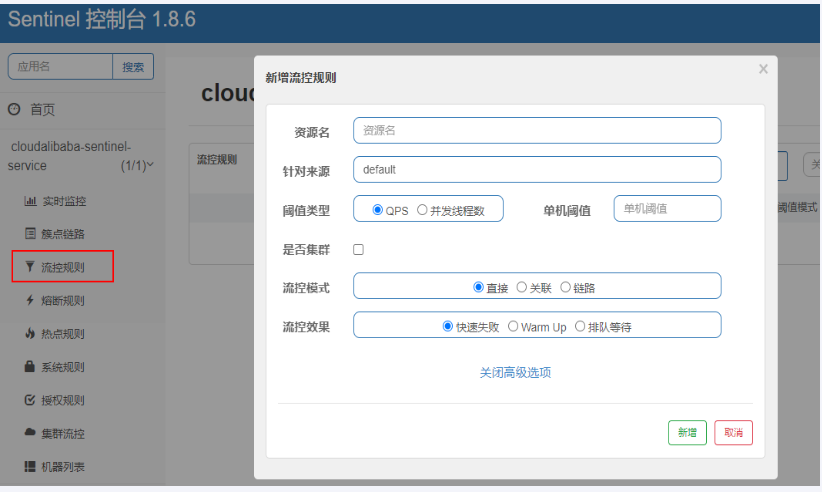 Sentinel 控制台 1.8.6
应用名
搜索
首页
cloudalibaba-sentinel-
service (1/1)
实时监控
簇点链路
流控规则
熔断规则
热点规则
系统规则
授权规则
集群流控
机器列表
clou
流控规则
关
阈值模式
新增流控规则
x
资源名 资源名
针对来源 default
阈值类型 QPS 并发线程数 单机阈值 单机阈值
是否集群
流控模式 直接 关联 链路
流控效果 快速失败 Warm Up 排队等待
关闭高级选项
新增 取消